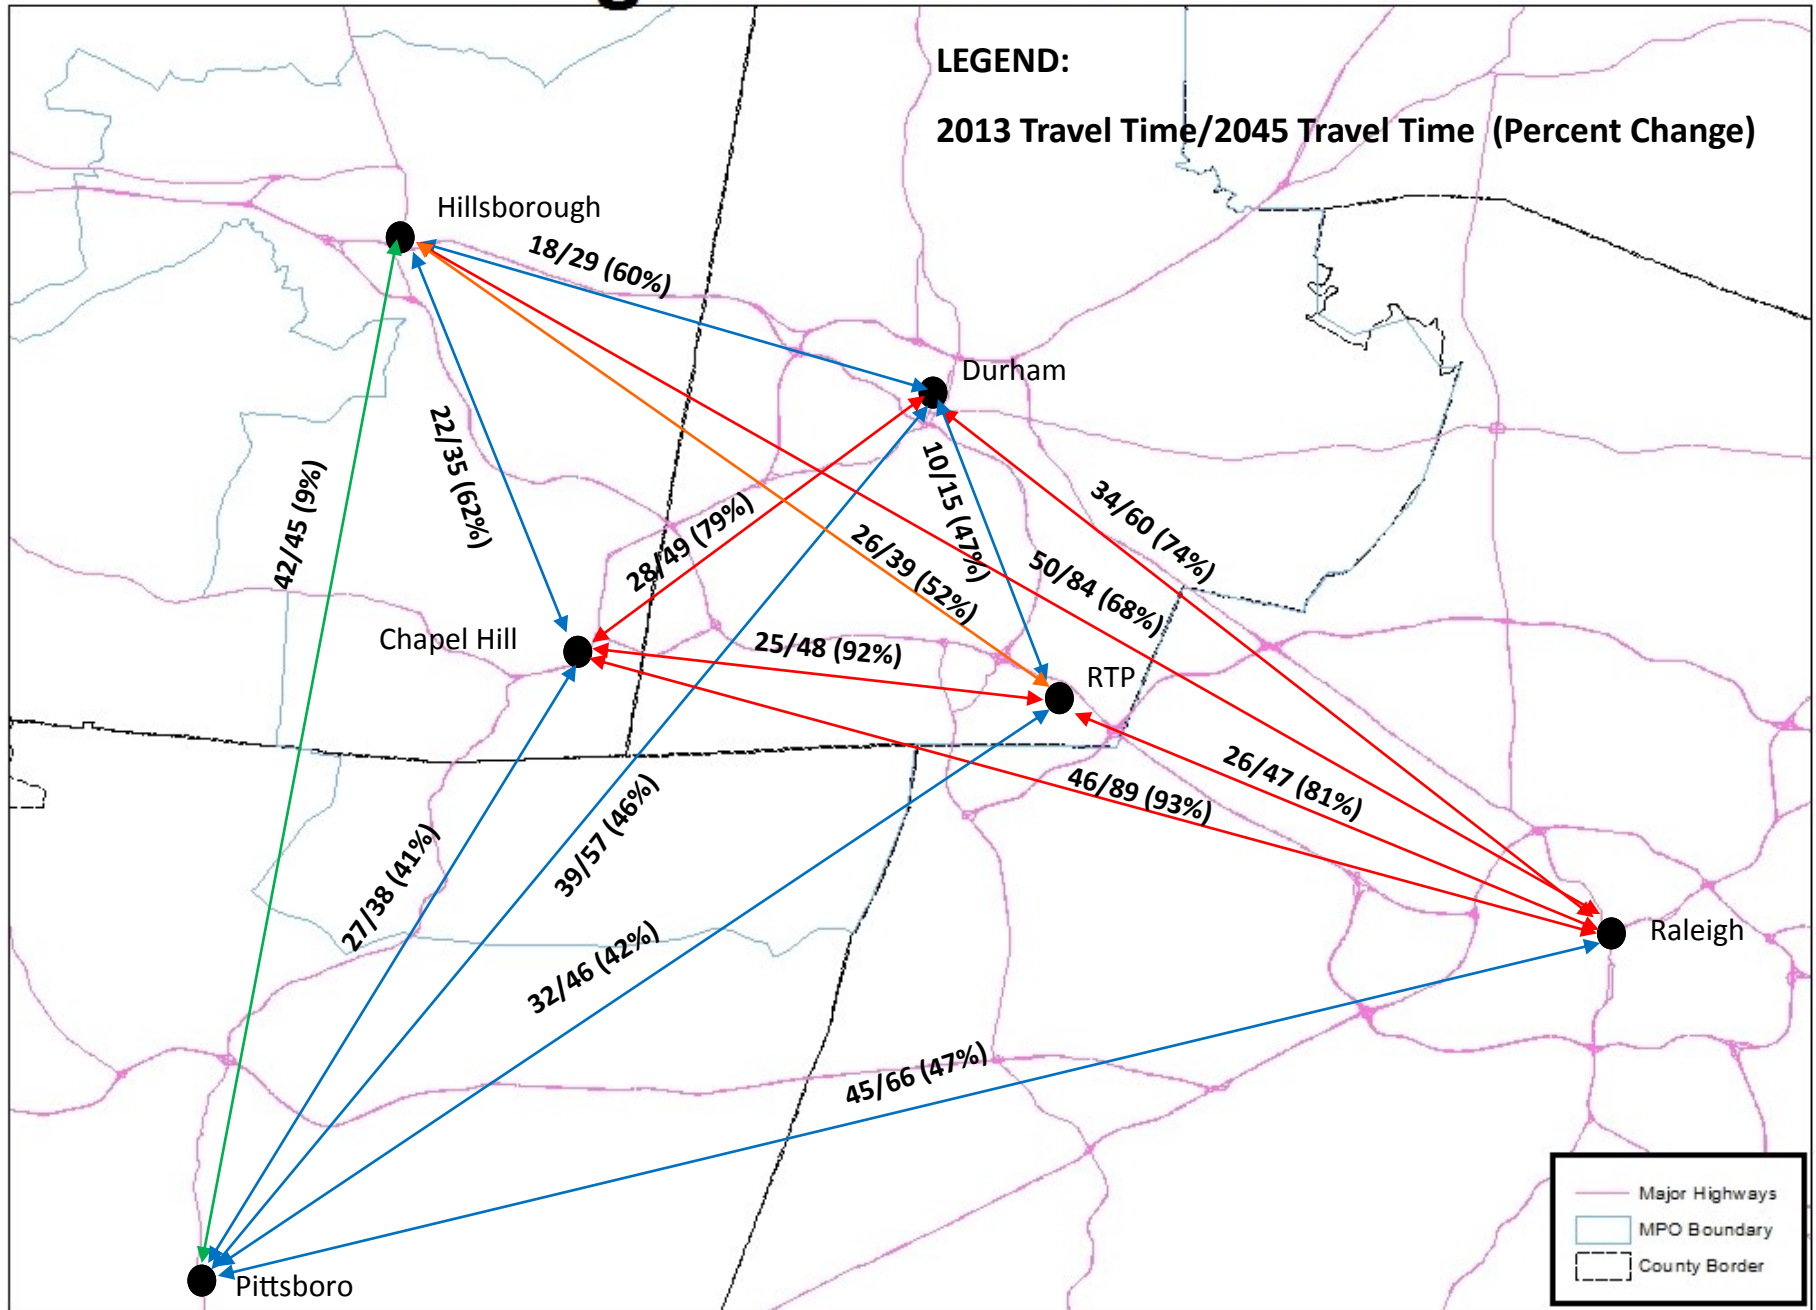 LEGEND:
2013 Travel Time/2045 Travel Time (Percent Change)
Hillsborough
18/29 (60%)
Durham
22/35 (62%)
42/45 (9%)
28/49 (79%)
10/15 (47%)
34/60 (74%)
26/39 (52%)
50/84 (68%)
Chapel Hill
25/48 (92%)
RTP
46/89 (93%)
26/47 (81%)
39/57 (46%)
27/38 (41%)
32/46 (42%)
Raleigh
45/66 (47%)
Pittsboro
Major Highways
MPO Boundary
County Border